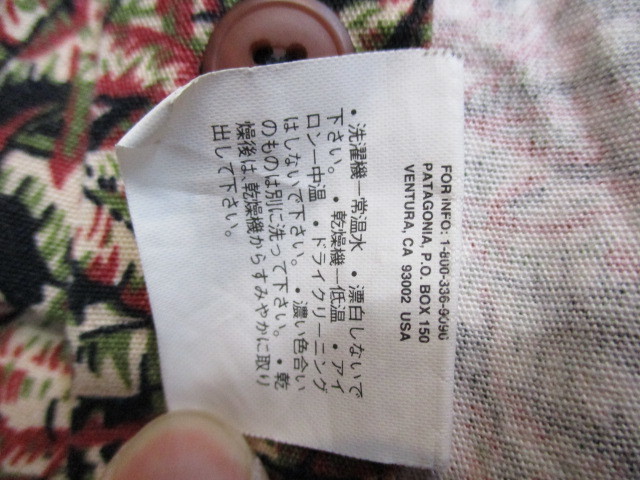 FOR INFO: 1-800-336-9090
PATAGONIA, P.O. BOX 150
VENTURA, CA 93002 USA
・洗濯機ー常温水 ・漂白しないで
下さい。 ・乾燥機ー低温 ・アイ
ロンー中温 ・ドライクリーニング
はしないで下さい。 ・濃い色合い
のものは別に洗って下さい。・乾
燥後は、乾燥機からすみやかに取り
出して下さい。